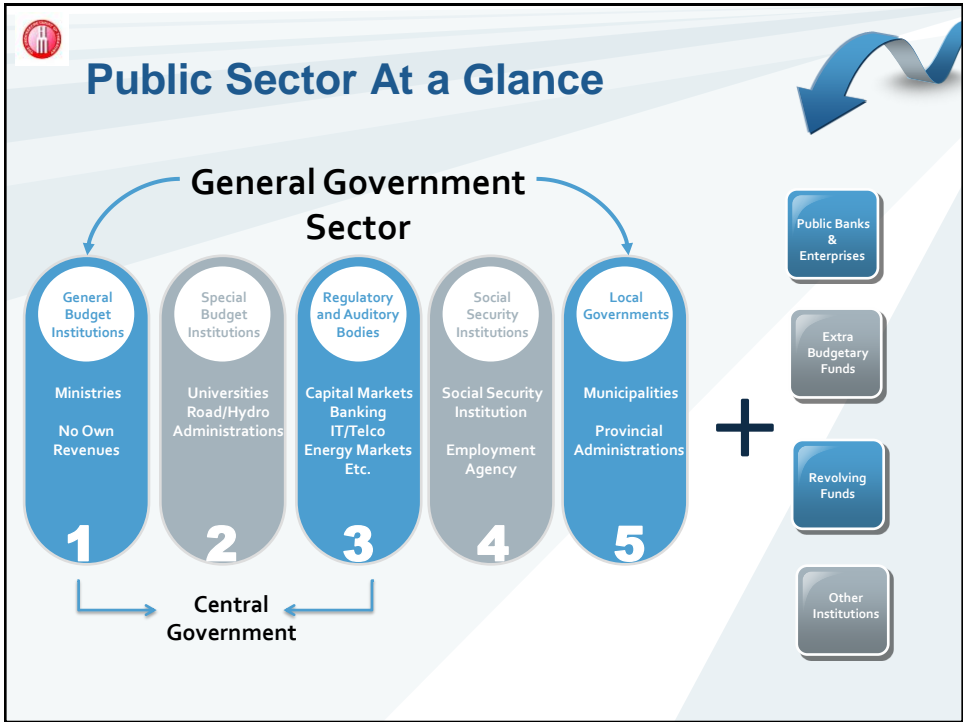 Public Sector At a Glance
General Government
Sector
General
Budget
Institutions
Ministries
No Own
Revenues
1
Special
Budget
Institutions
Universities
Road/Hydro
Administrations
2
Regulatory
and Auditory
Bodies
Capital Markets
Banking
IT/Telco
Energy Markets
Etc.
3
Social
Security
Institutions
Social Security
Institution
Employment
Agency
4
Local
Governments
Municipalities
Provincial
Administrations
5
Central
Government
+
Public Banks
&
Enterprises
Extra
Budgetary
Funds
Revolving
Funds
Other
Institutions